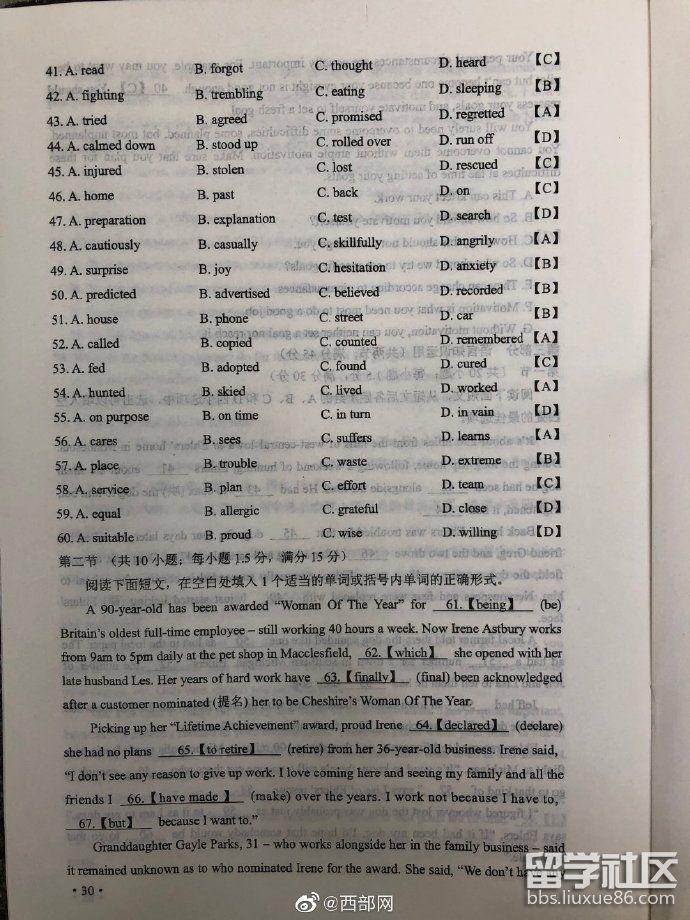 41. A. read B. forgot C. thought D. heard 【C】
42. A. fighting B. trembling C. eating D. sleeping 【B】
43. A. tried B. agreed C. promised D. regretted 【A】
44. A. calmed down B. stood up C. rolled over D. run off 【D】
45. A. injured B. stolen C. lost D. rescued 【C】
46. A. home B. past C. back D. on 【C】
47. A. preparation B. explanation C. test D. search 【D】
48. A. cautiously B. casually C. skillfully D. angrily 【A】
49. A. surprise B. joy C. hesitation D. anxiety 【B】
50. A. predicted B. advertised C. believed D. recorded 【B】
51. A. house B. phone C. street D. car 【B】
52. A. called B. copied C. counted D. remembered 【A】
53. A. fed B. adopted C. found D. cured 【C】
54. A. hunted B. skied C. lived D. worked 【A】
55. A. on purpose B. on time C. in turn D. in vain 【D】
56. A. cares B. sees C. suffers D. learns 【A】
57. A. place B. trouble C. waste D. extreme 【B】
58. A. service B. plan C. effort D. team 【C】
59. A. equal B. allergic C. grateful D. close 【D】
60. A. suitable B. proud C. wise D. willing 【D】
第二节 （共10小题；每小题1.5分，满分15分）
阅读下面短文，在空白处填入1个适当的单词或括号内单词的正确形式。
A 90-year-old has been awarded “Woman Of The Year” for 61.【being】 (be)
Britain's oldest full-time employee – still working 40 hours a week. Now Irene Astbury works
from 9am to 5pm daily at the pet shop in Macclesfield, 62.【which】 she opened with her
late husband Les. Her years of hard work have 63.【finally】 (final) been acknowledged
after a customer nominated (提名) her to be Cheshire's Woman Of The Year.
Picking up her “Lifetime Achievement” award, proud Irene 64.【declared】 (declare)
she had no plans 65.【to retire】 (retire) from her 36-year-old business. Irene said,
“I don't see any reason to give up work. I love coming here and seeing my family and all the
friends I 66.【have made】 (make) over the years. I work not because I have to,
67.【but】 because I want to.”
Granddaughter Gayle Parks, 31 – who works alongside her in the family business – said
it remained unknown as to who nominated Irene for the award. She said, “We don't have
· 30 ·
@西部网
留学社区
bbs.liuxue86.com